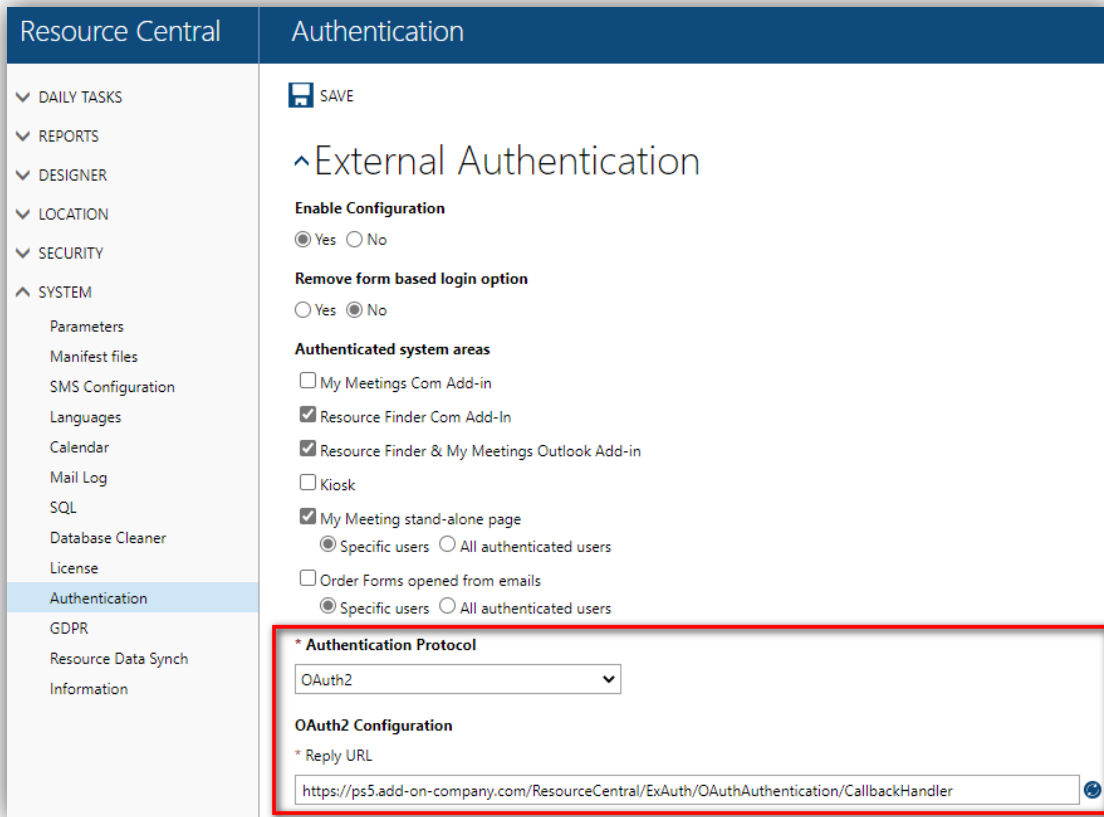 Resource Central
Authentication
DAILY TASKS
REPORTS
DESIGNER
LOCATION
SECURITY
SYSTEM
Parameters
Manifest files
SMS Configuration
Languages
Calendar
Mail Log
SQL
Database Cleaner
License
Authentication
GDPR
Resource Data Synch
Information
SAVE
External Authentication
Enable Configuration
Yes No
Remove form based login option
Yes No
Authenticated system areas
My Meetings Com Add-in
Resource Finder Com Add-In
Resource Finder & My Meetings Outlook Add-in
Kiosk
My Meeting stand-alone page
Specific users All authenticated users
Order Forms opened from emails
Specific users All authenticated users
* Authentication Protocol
OAuth2
OAuth2 Configuration
* Reply URL
https://ps5.add-on-company.com/ResourceCentral/ExAuth/OAuthAuthentication/CallbackHandler